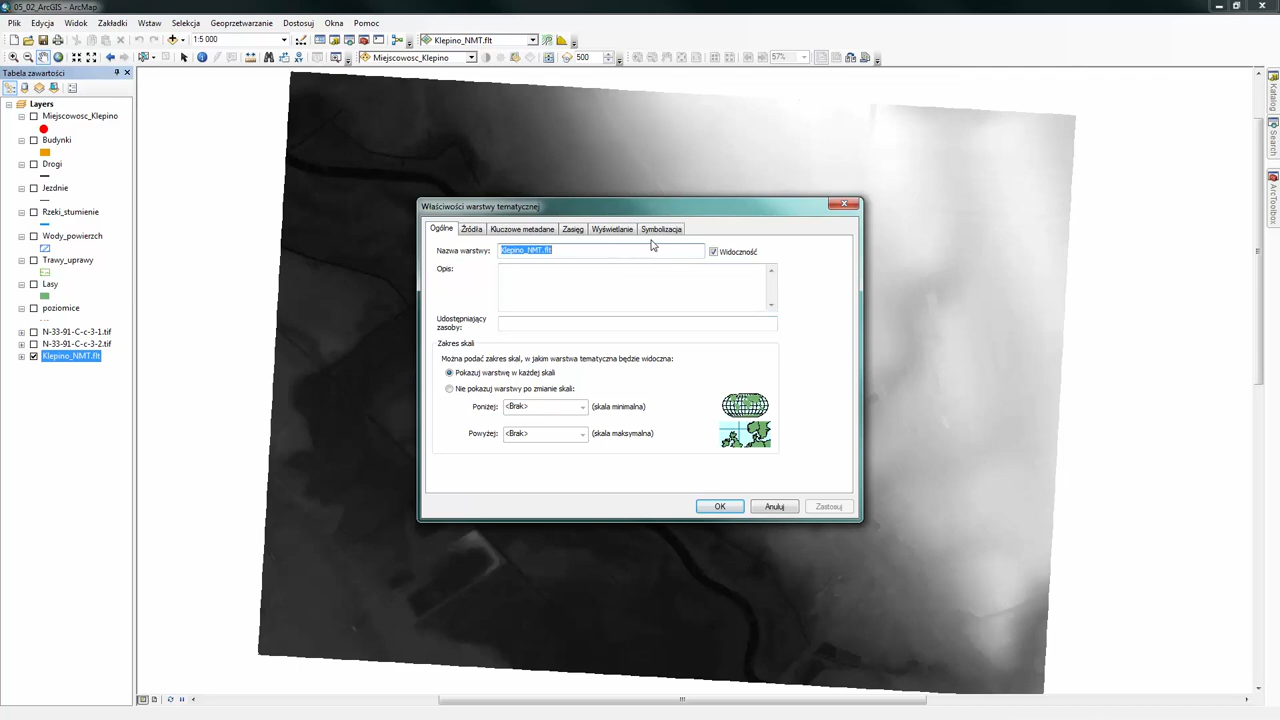 05_02_ArcGIS - ArcMap
Plik Edycja Widok Zakładki Wstaw Selekcja Geoprzetwarzanie Dostosuj Okna Pomoc
1:5 000
Klepino_NMT.flt
Miejscowosc_Klepino
500
57%
Tabela zawartości
Layers
Miejscowosc_Klepino
Budynki
Drogi
Jezdnie
Rzeki_stumienie
Wody_powierzch
Trawy_uprawy
Lasy
poziomice
N-33-91-C-c-3-1.tif
N-33-91-C-c-3-2.tif
Klepino_NMT.flt
Właściwości warstwy tematycznej
Ogólne Źródła Kluczowe metadane Zasięg Wyświetlanie Symbolizacja
Nazwa warstwy: Klepino_NMT.flt Widoczność
Opis:
Udostępniający
zasoby:
Zakres skali
Można podać zakres skal, w jakim warstwa tematyczna będzie widoczna:
Pokazuj warstwę w każdej skali
Nie pokazuj warstwy po zmianie skali:
Poniżej: <Brak> (skala minimalna)
Powyżej: <Brak> (skala maksymalna)
OK Anuluj Zastosuj
Katalog
Search
ArcToolbox